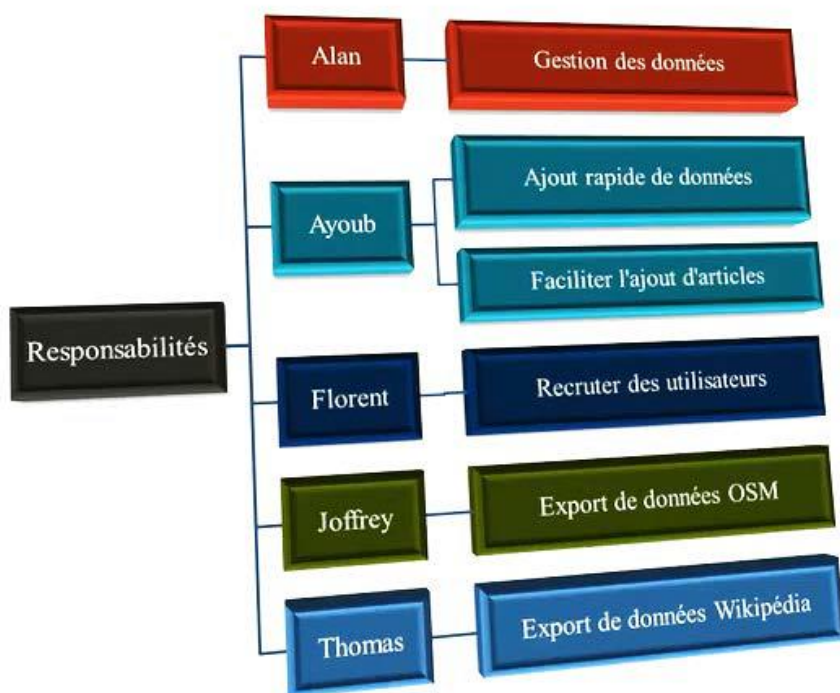 Responsabilités
Alan
Gestion des données
Ayoub
Ajout rapide de données
Faciliter l'ajout d'articles
Florent
Recruter des utilisateurs
Joffrey
Export de données OSM
Thomas
Export de données Wikipédia